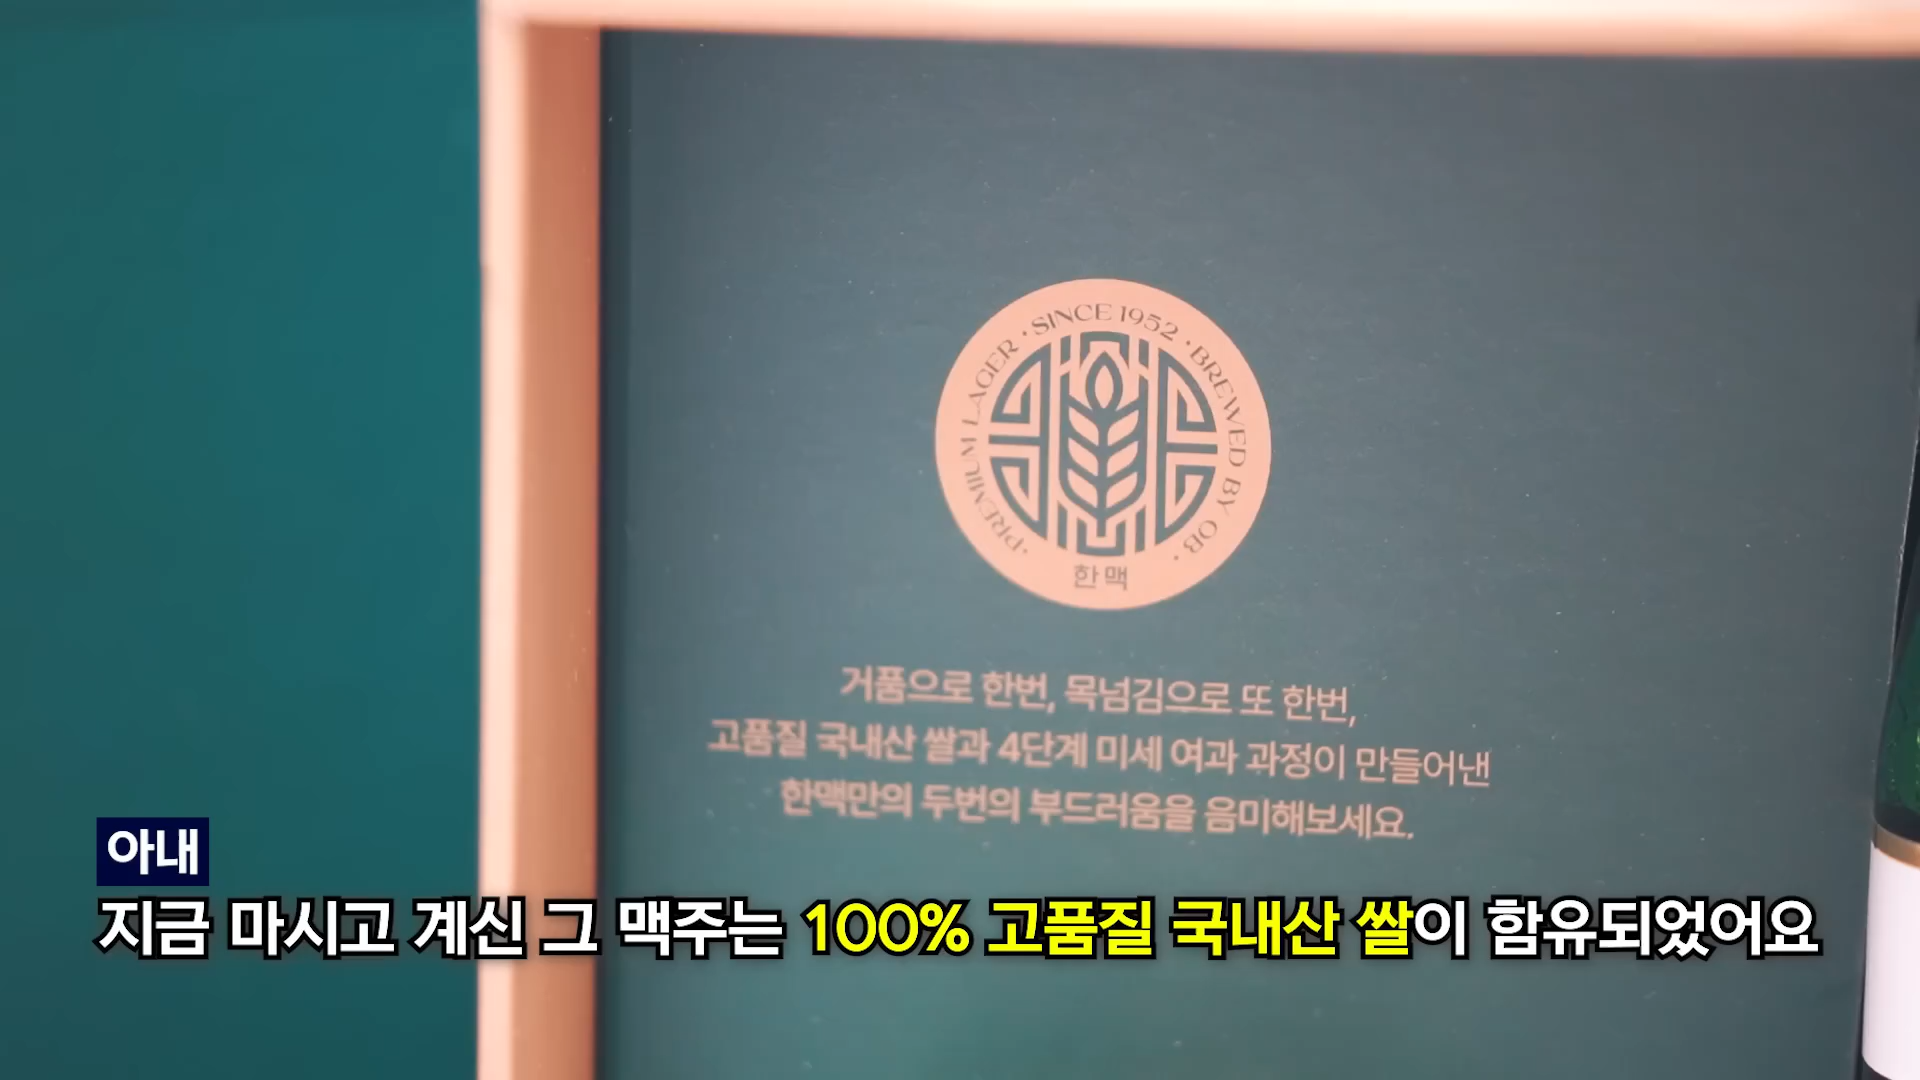 PREMIUM LAGER · SINCE 1952 · BREWED BY OB
한맥
거품으로 한번, 목넘김으로 또 한번,
고품질 국내산 쌀과 4단계 미세 여과 과정이 만들어낸
한맥만의 두번의 부드러움을 음미해보세요.
아내
지금 마시고 계신 그 맥주는 100% 고품질 국내산 쌀이 함유되었어요